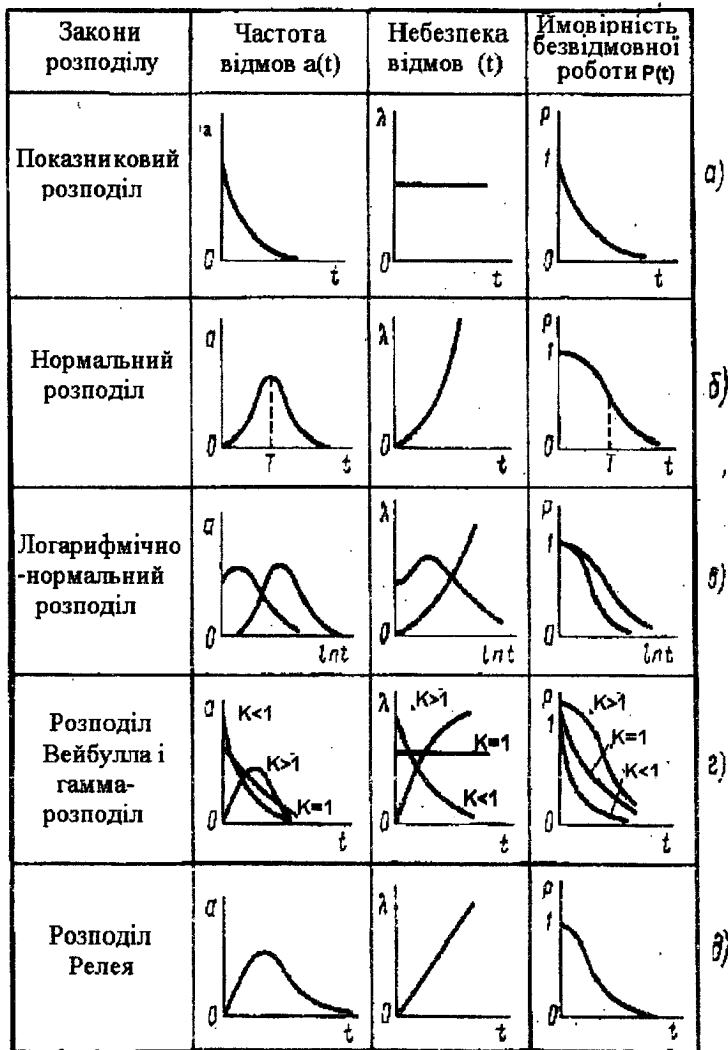 Закони
розподілу
Частота
відмов a(t)
Небезпека
відмов (t)
Ймовірність
безвідмовної
роботи P(t)
Показниковий
розподіл
a
0
t
λ
0
t
P
1
0
t
а)
Нормальний
розподіл
a
0
T
t
λ
0
t
P
1
0
T
t
б)
Логарифмічно
-нормальний
розподіл
a
0
lnt
λ
0
lnt
P
1
0
lnt
в)
Розподіл
Вейбулла і
гамма-
розподіл
a
K<1
K>1
K=1
0
t
λ
K>1
K=1
K<1
0
t
P
1
K>1
K=1
K<1
0
t
г)
Розподіл
Релея
a
0
t
λ
0
t
P
1
0
t
д)